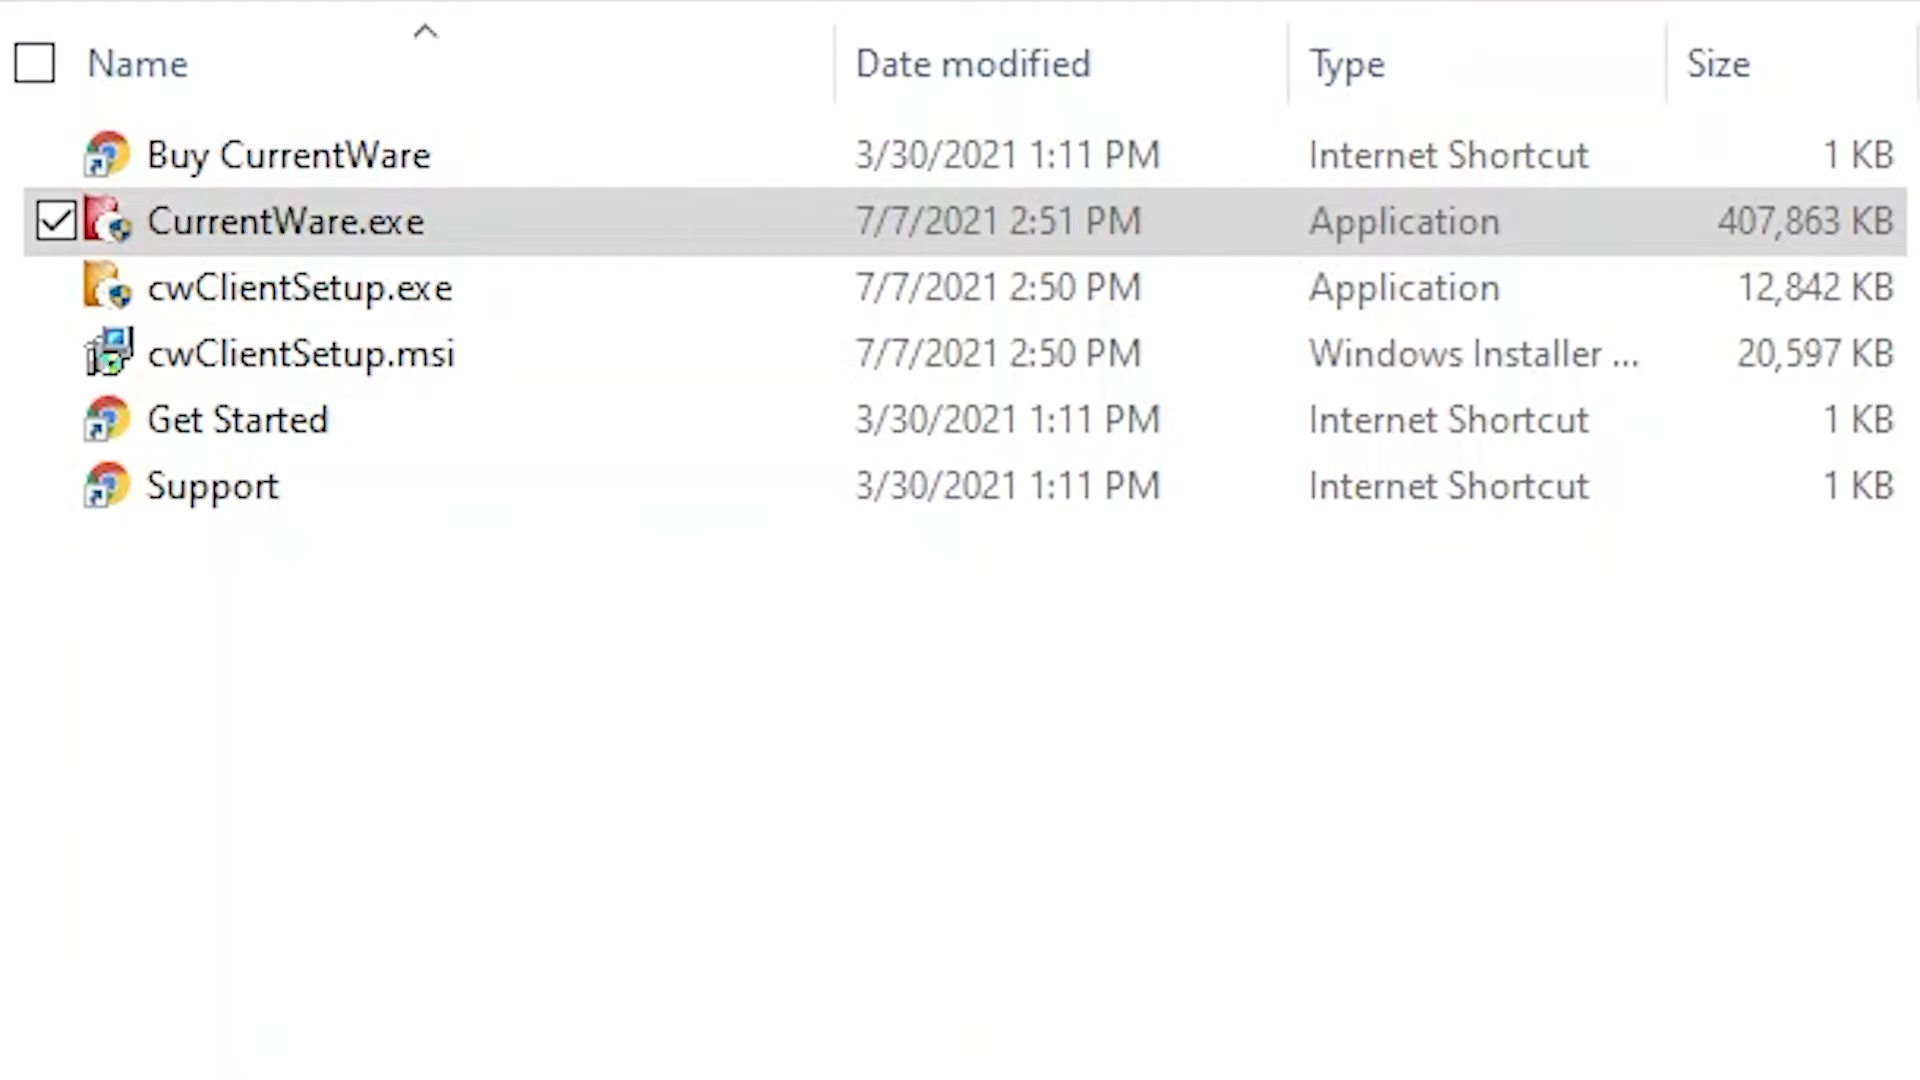 Name Date modified Type Size
Buy CurrentWare 3/30/2021 1:11 PM Internet Shortcut 1 KB
CurrentWare.exe 7/7/2021 2:51 PM Application 407,863 KB
cwClientSetup.exe 7/7/2021 2:50 PM Application 12,842 KB
cwClientSetup.msi 7/7/2021 2:50 PM Windows Installer ... 20,597 KB
Get Started 3/30/2021 1:11 PM Internet Shortcut 1 KB
Support 3/30/2021 1:11 PM Internet Shortcut 1 KB